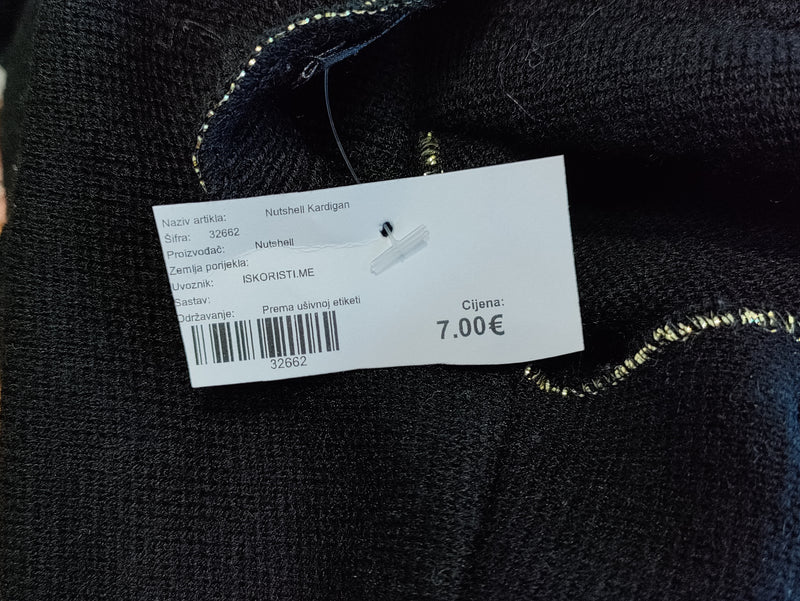 Naziv artikla: Nutshell Kardigan
Šifra: 32662
Proizvođač: Nutshell
Zemlja porijekla:
Uvoznik: ISKORISTI.ME
Sastav:
Održavanje: Prema ušivnoj etiketi
32662
Cijena:
7.00€